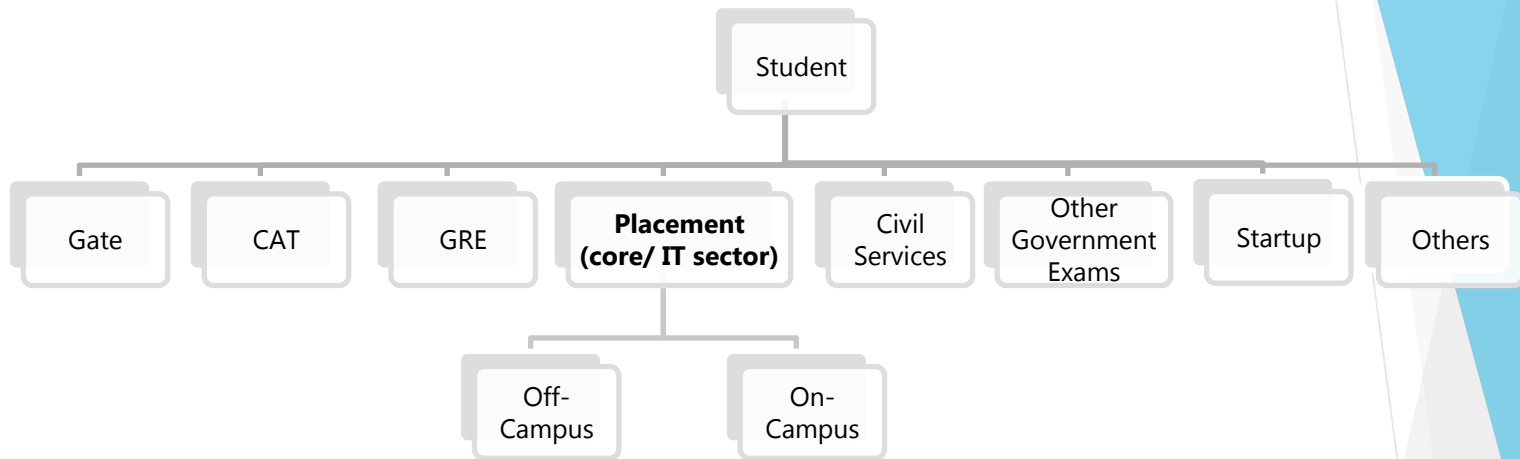 Student
Gate
CAT
GRE
Placement
(core/ IT sector)
Civil
Services
Other
Government
Exams
Startup
Others
Off-
Campus
On-
Campus